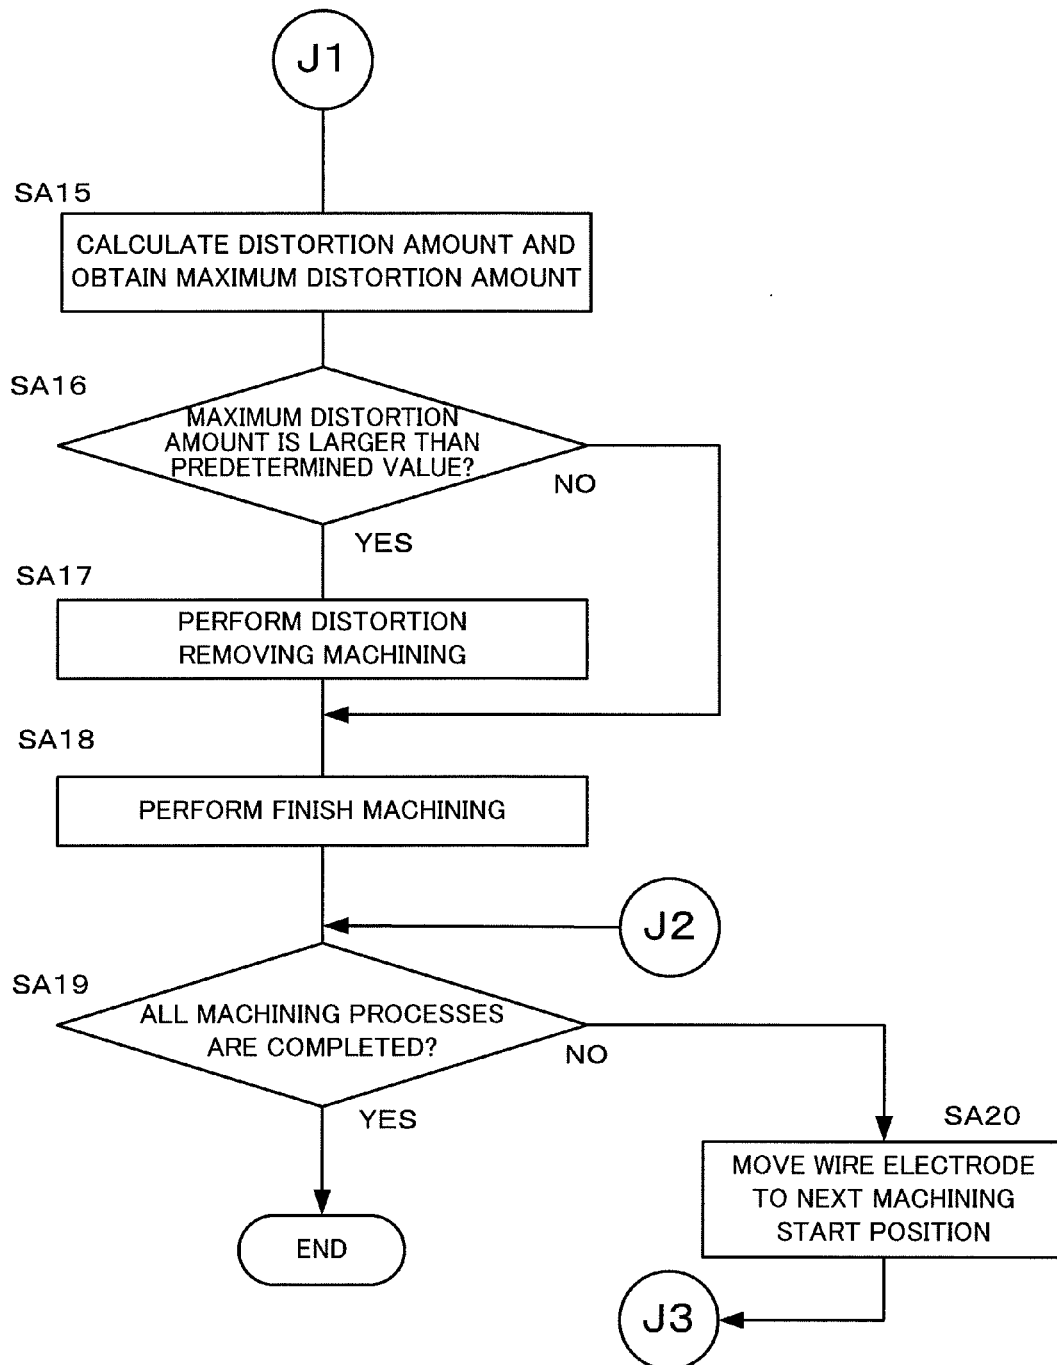 J1
SA15
CALCULATE DISTORTION AMOUNT AND
OBTAIN MAXIMUM DISTORTION AMOUNT
SA16
MAXIMUM DISTORTION
AMOUNT IS LARGER THAN
PREDETERMINED VALUE?
NO
YES
SA17
PERFORM DISTORTION
REMOVING MACHINING
SA18
PERFORM FINISH MACHINING
J2
SA19
ALL MACHINING PROCESSES
ARE COMPLETED?
NO
YES
SA20
MOVE WIRE ELECTRODE
TO NEXT MACHINING
START POSITION
END
J3